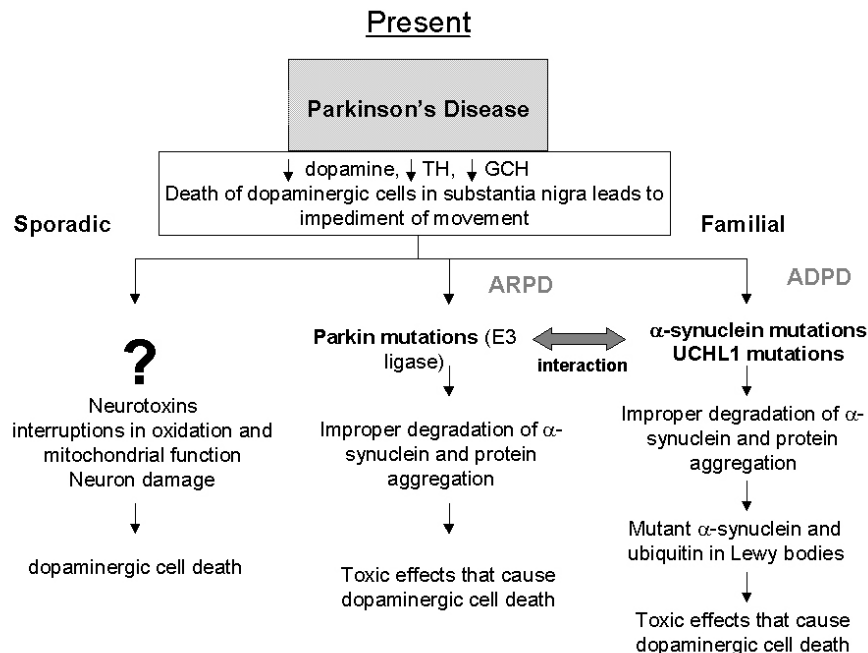 Present
Parkinson's Disease
↓ dopamine, ↓ TH, ↓ GCH
Death of dopaminergic cells in substantia nigra leads to
impediment of movement
Sporadic
Familial
ARPD
ADPD
?
Neurotoxins
interruptions in oxidation and
mitochondrial function
Neuron damage
dopaminergic cell death
Parkin mutations (E3
ligase)
interaction
Improper degradation of α-
synuclein and protein
aggregation
Toxic effects that cause
dopaminergic cell death
α-synuclein mutations
UCHL1 mutations
Improper degradation of α-
synuclein and protein
aggregation
Mutant α-synuclein and
ubiquitin in Lewy bodies
Toxic effects that cause
dopaminergic cell death